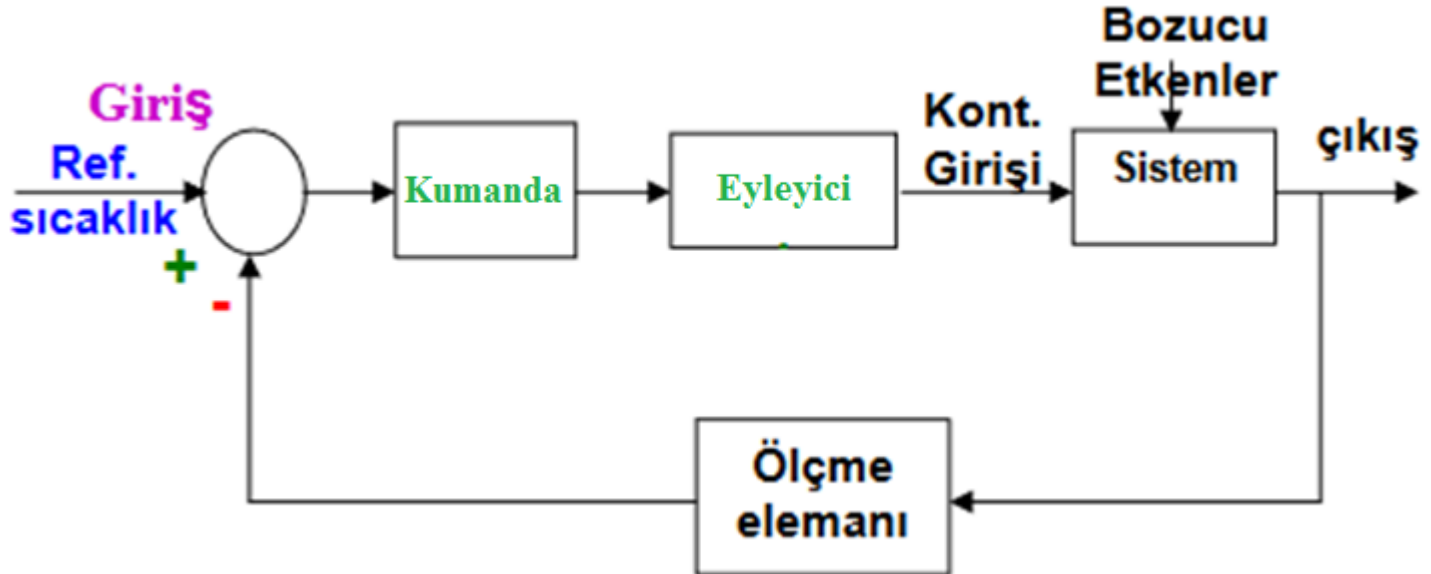 Bozucu
Etkenler
Giriş
Ref.
sıcaklık
+
-
Kumanda
Eyleyici
Kont.
Girişi
Sistem
çıkış
Ölçme
elemanı